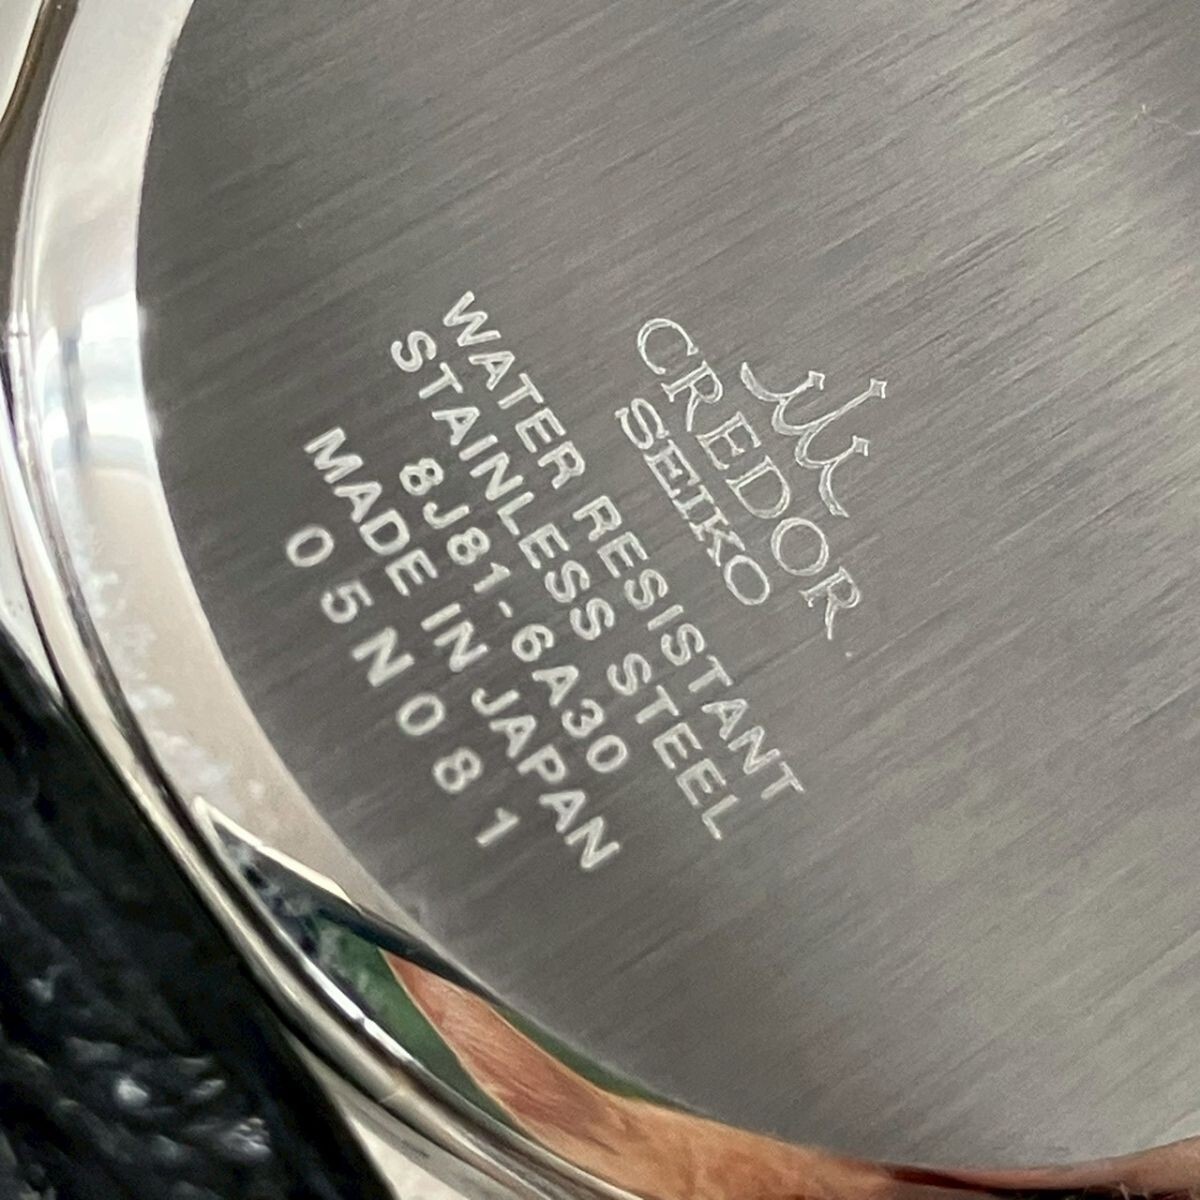 CREDOR
SEIKO
WATER RESISTANT
STAINLESS STEEL
8J81-6A30
MADE IN JAPAN
05N081